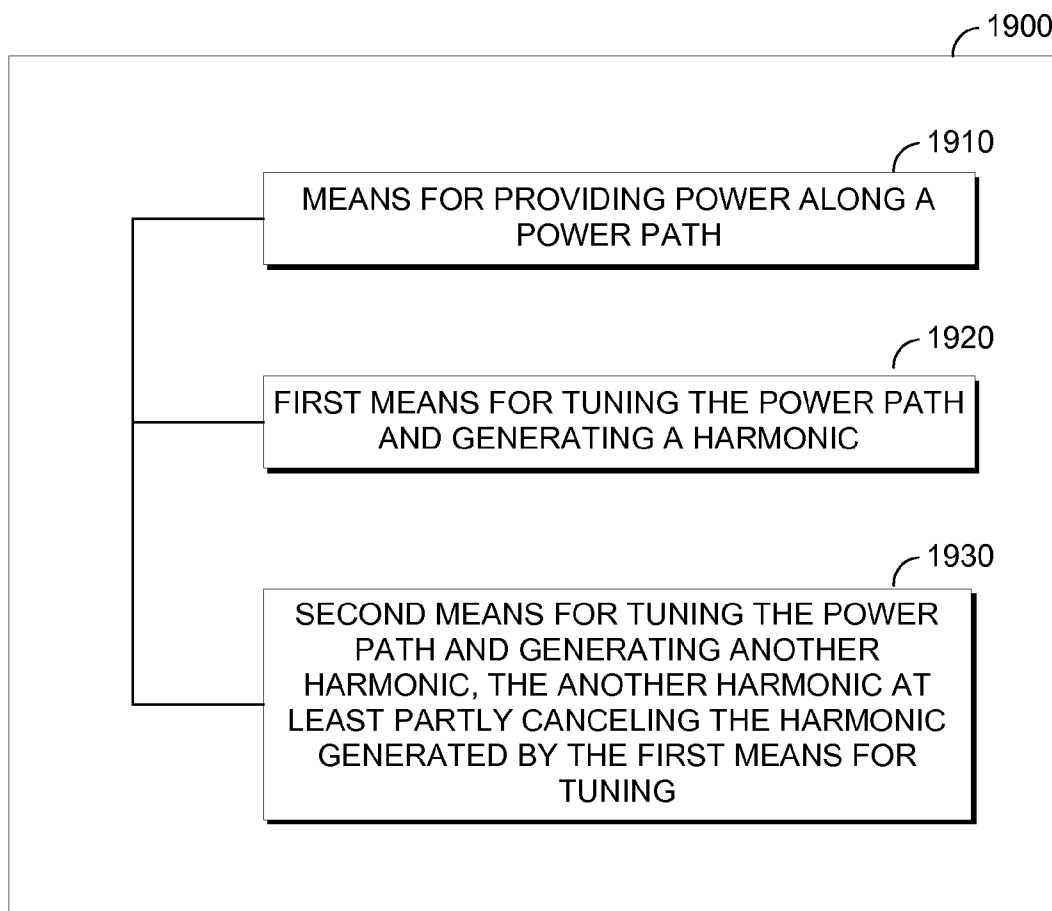 1900
1910
MEANS FOR PROVIDING POWER ALONG A
POWER PATH
1920
FIRST MEANS FOR TUNING THE POWER PATH
AND GENERATING A HARMONIC
1930
SECOND MEANS FOR TUNING THE POWER
PATH AND GENERATING ANOTHER
HARMONIC, THE ANOTHER HARMONIC AT
LEAST PARTLY CANCELING THE HARMONIC
GENERATED BY THE FIRST MEANS FOR
TUNING